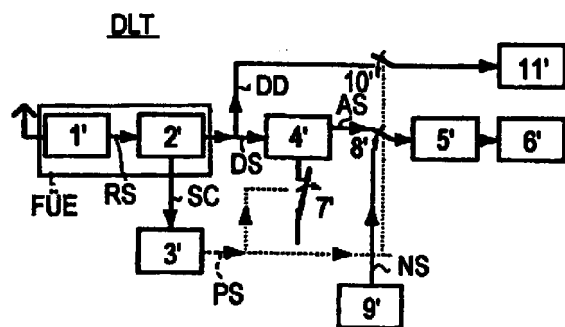 DLT
10'
11'
DD
AS
1'
2'
4'
8'
5'
6'
RS
DS
FÜE
SC
7'
3'
PS
NS
9'